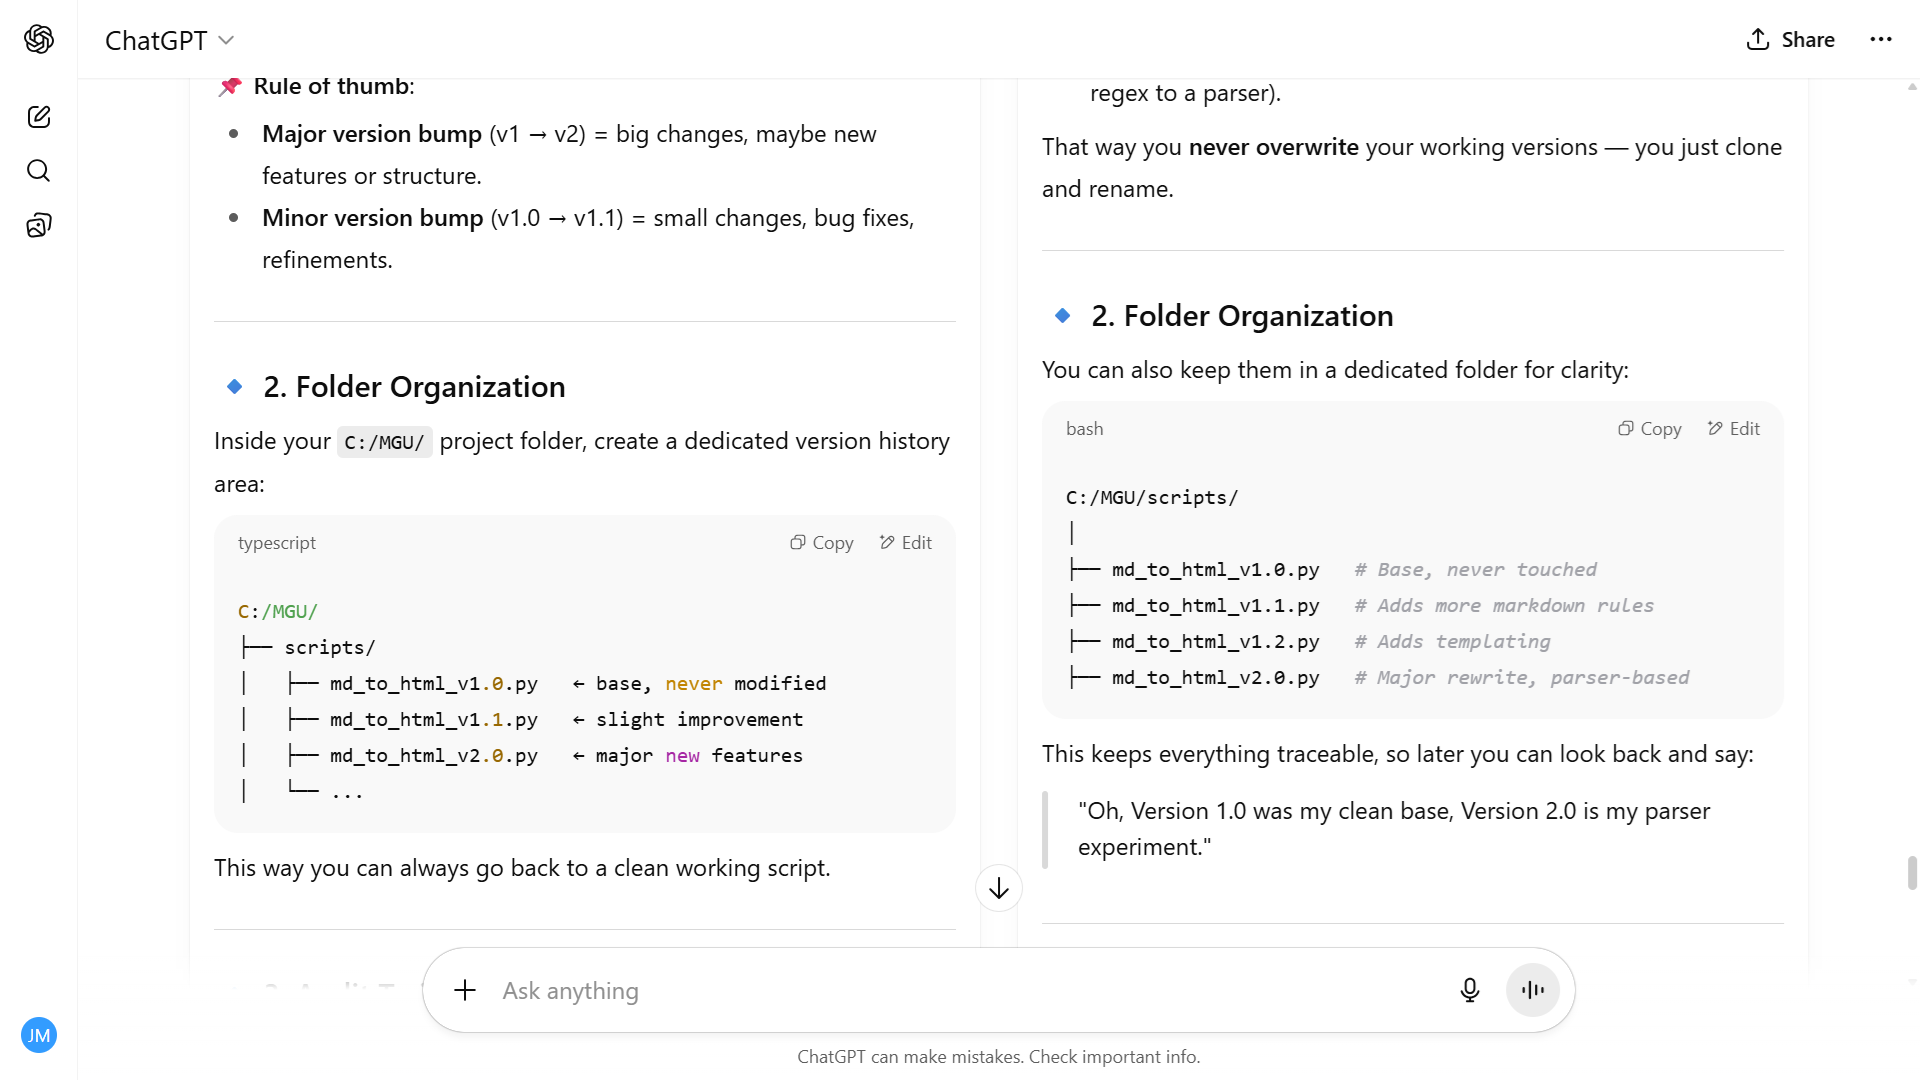 ChatGPT
Share
📌 Rule of thumb:
• Major version bump (v1 → v2) = big changes, maybe new
features or structure.
• Minor version bump (v1.0 → v1.1) = small changes, bug fixes,
refinements.
🔹 2. Folder Organization
Inside your C:/MGU/ project folder, create a dedicated version history
area:
typescript
Copy
Edit
C:/MGU/
├── scripts/
│   ├── md_to_html_v1.0.py   ← base, never modified
│   ├── md_to_html_v1.1.py   ← slight improvement
│   ├── md_to_html_v2.0.py   ← major new features
│   └── ...
This way you can always go back to a clean working script.
regex to a parser).
That way you never overwrite your working versions — you just clone
and rename.
🔹 2. Folder Organization
You can also keep them in a dedicated folder for clarity:
bash
Copy
Edit
C:/MGU/scripts/
│
├── md_to_html_v1.0.py   # Base, never touched
├── md_to_html_v1.1.py   # Adds more markdown rules
├── md_to_html_v1.2.py   # Adds templating
├── md_to_html_v2.0.py   # Major rewrite, parser-based
This keeps everything traceable, so later you can look back and say:
"Oh, Version 1.0 was my clean base, Version 2.0 is my parser
experiment."
Ask anything
JM
ChatGPT can make mistakes. Check important info.